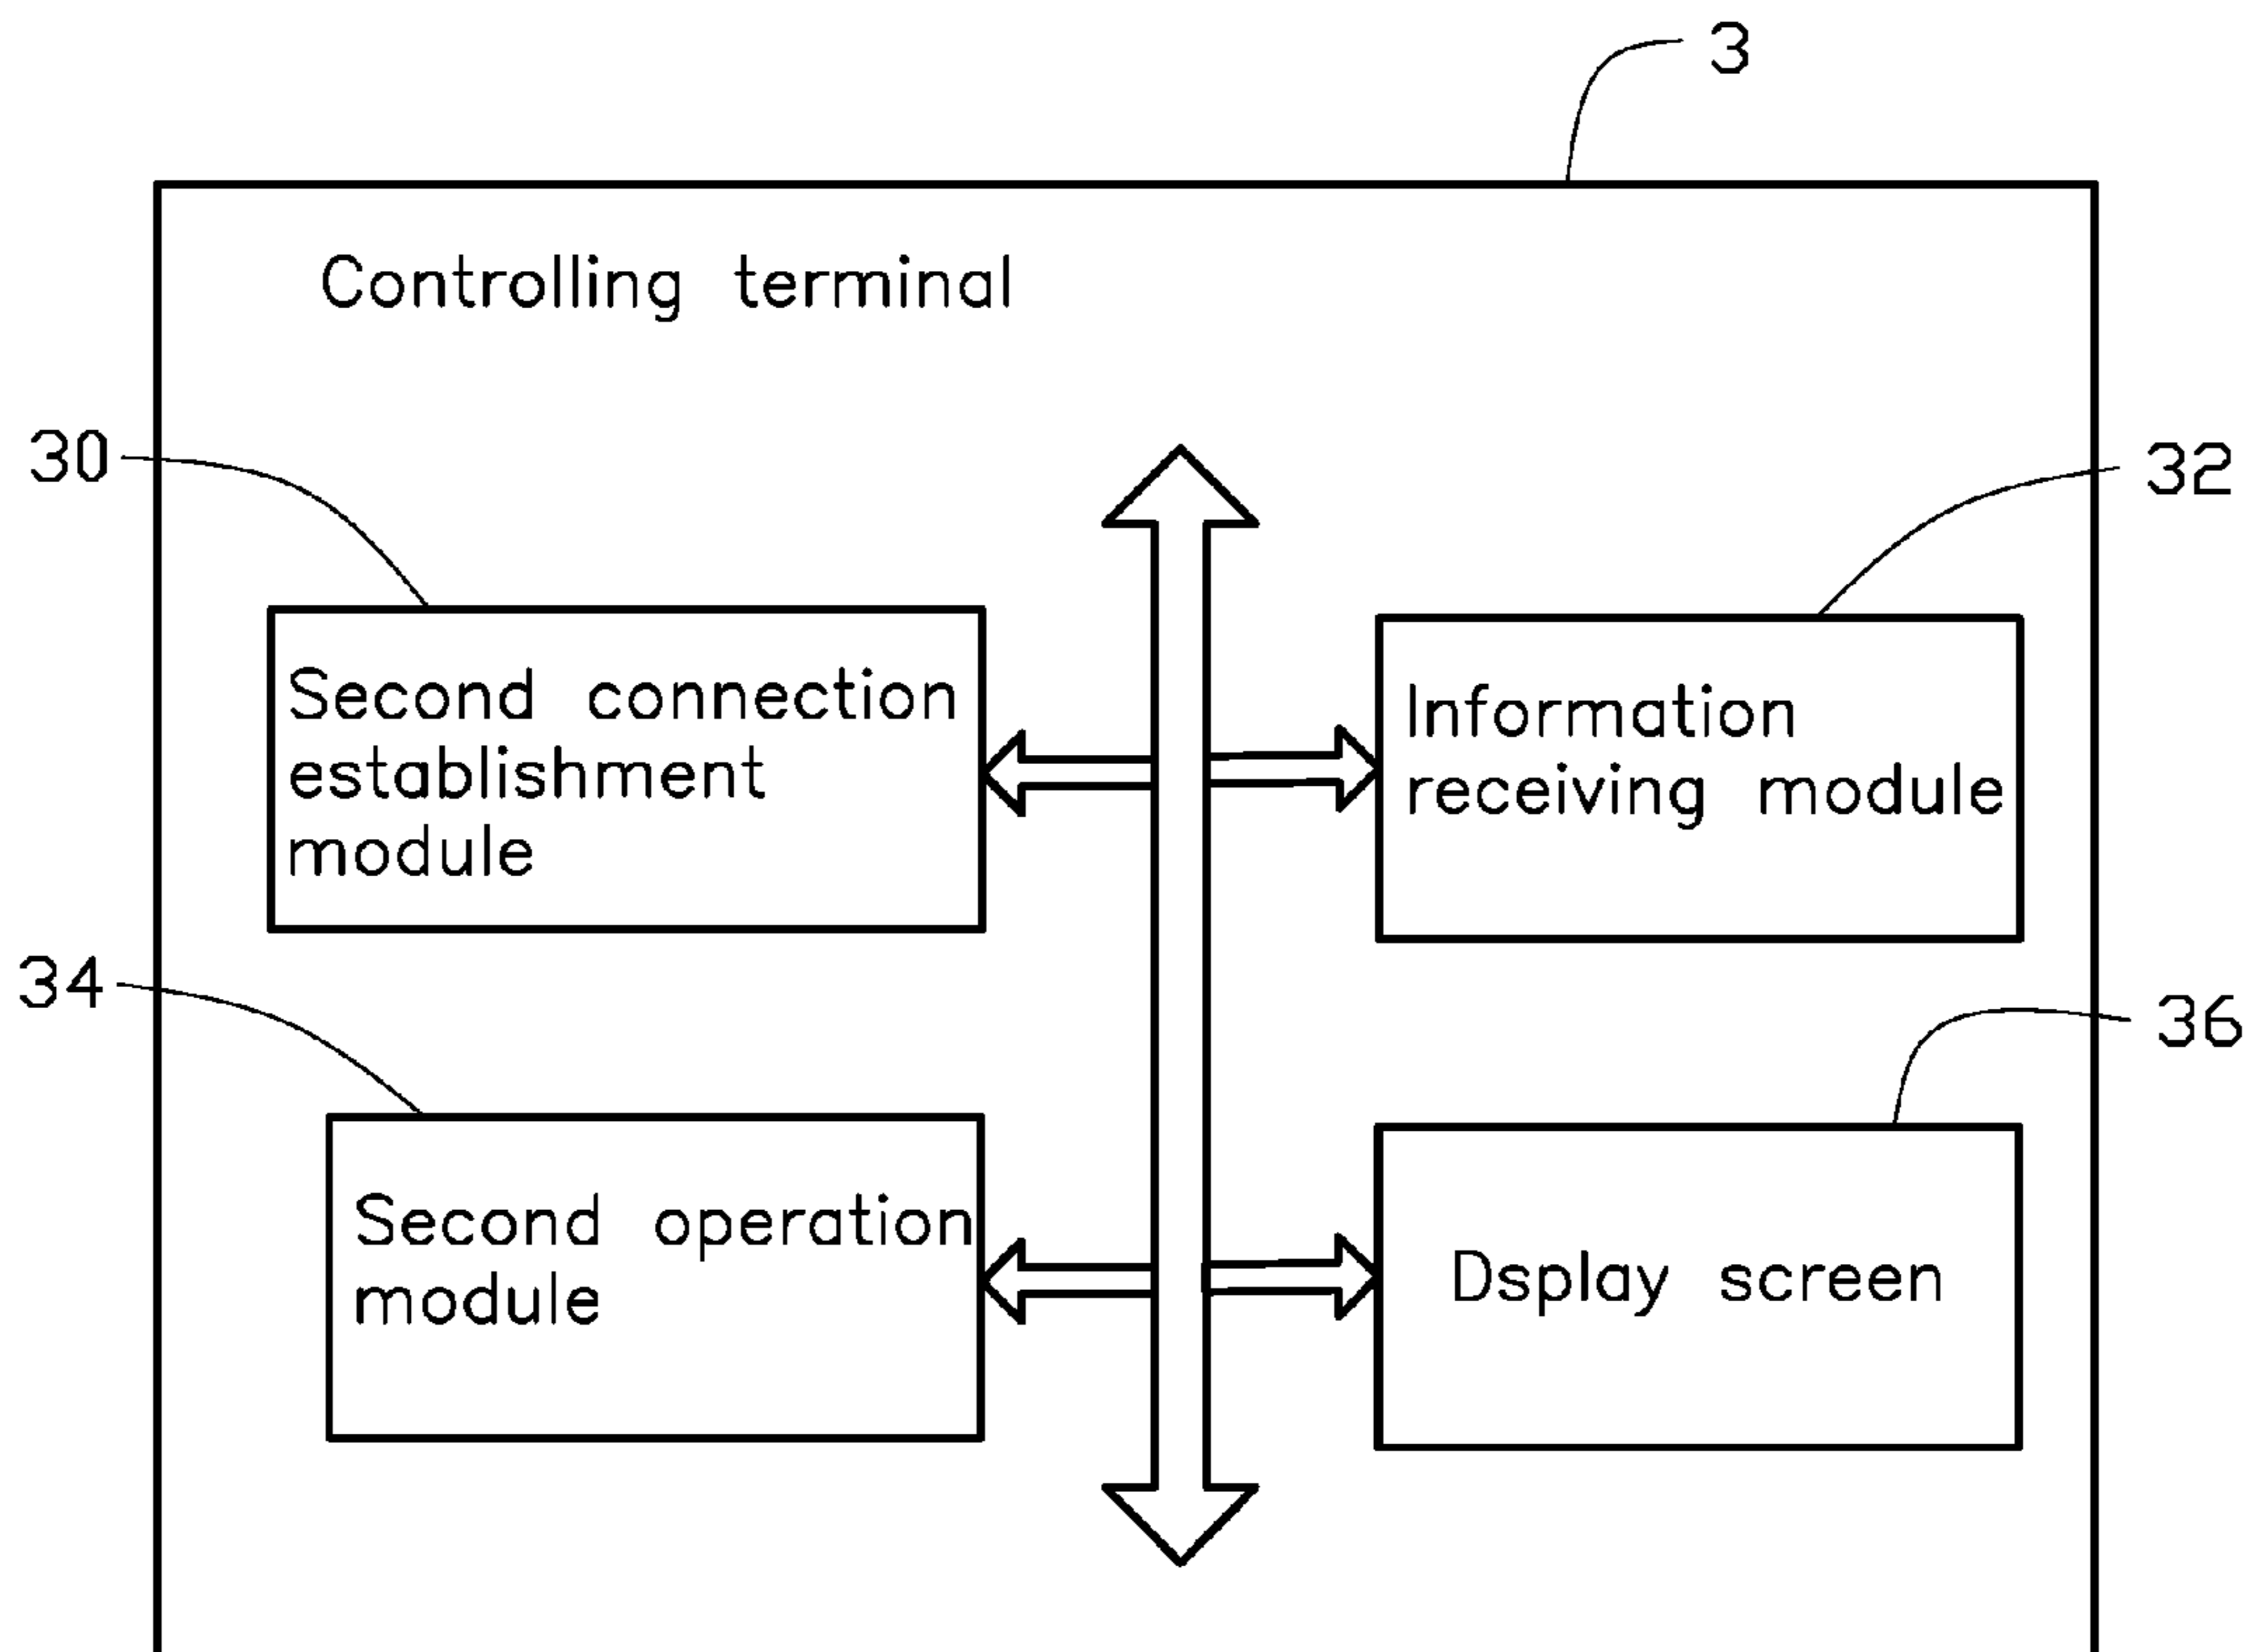 3
Controlling terminal
30
32
Second connection
establishment
module
Information
receiving module
34
36
Second operation
module
Dsplay screen